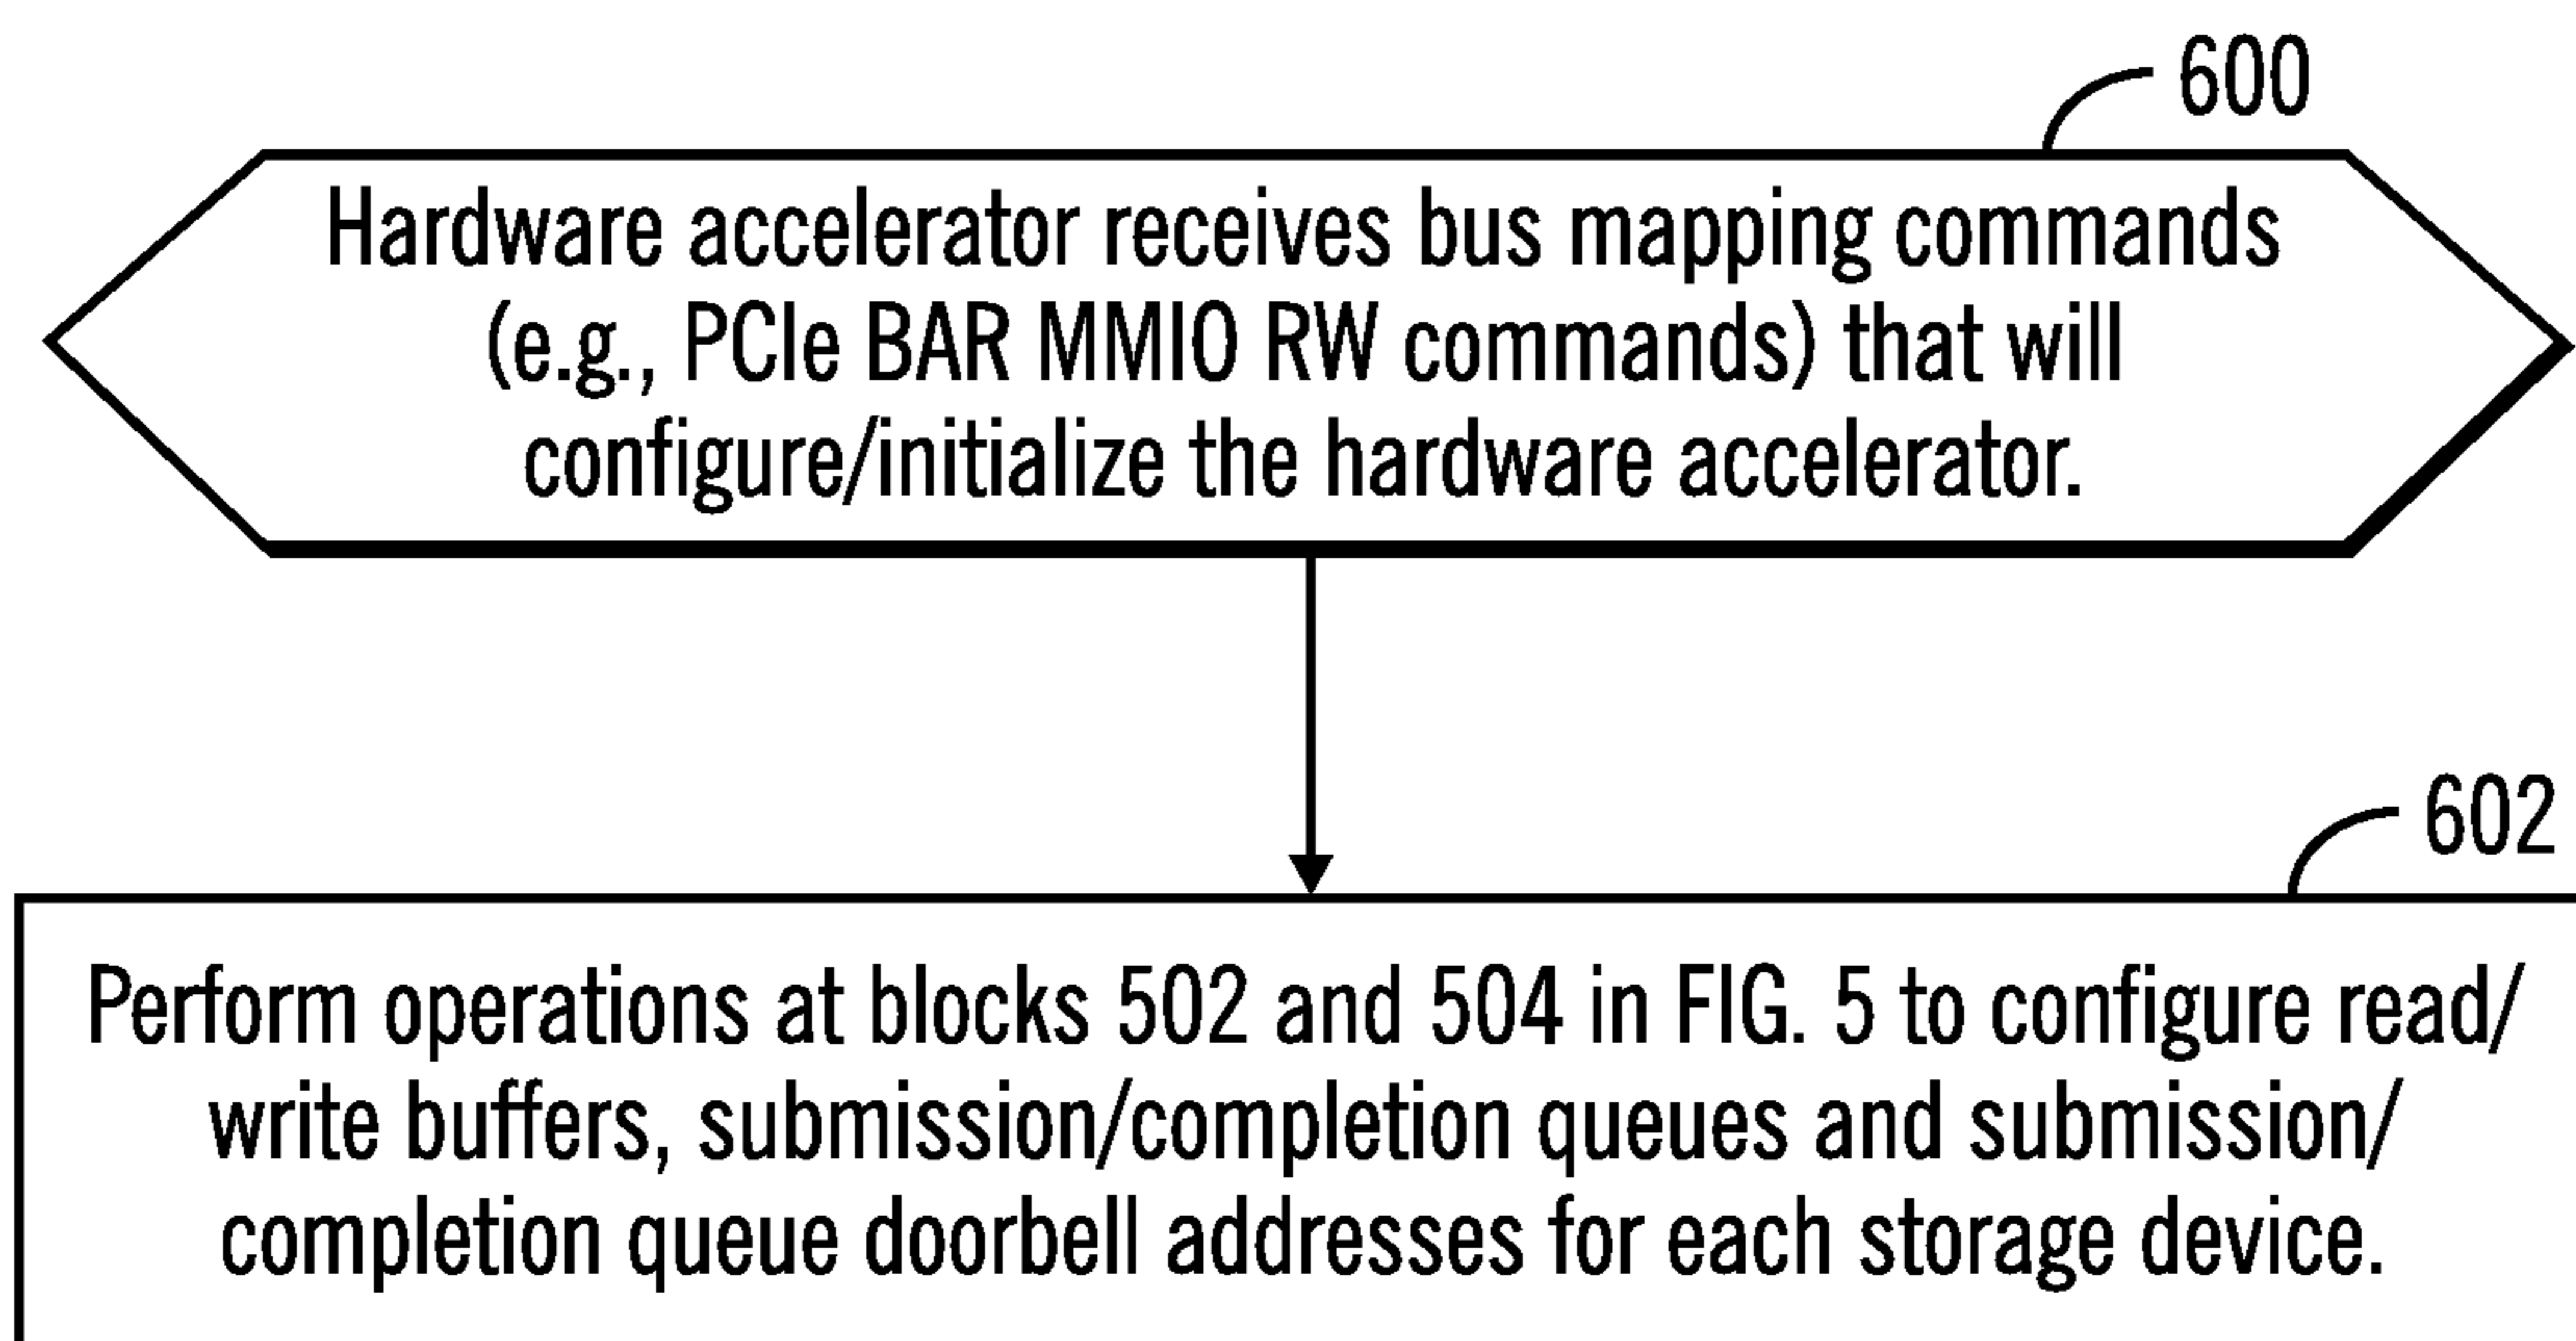 600
Hardware accelerator receives bus mapping commands
(e.g., PCIe BAR MMIO RW commands) that will
configure/initialize the hardware accelerator.
602
Perform operations at blocks 502 and 504 in FIG. 5 to configure read/
write buffers, submission/completion queues and submission/
completion queue doorbell addresses for each storage device.